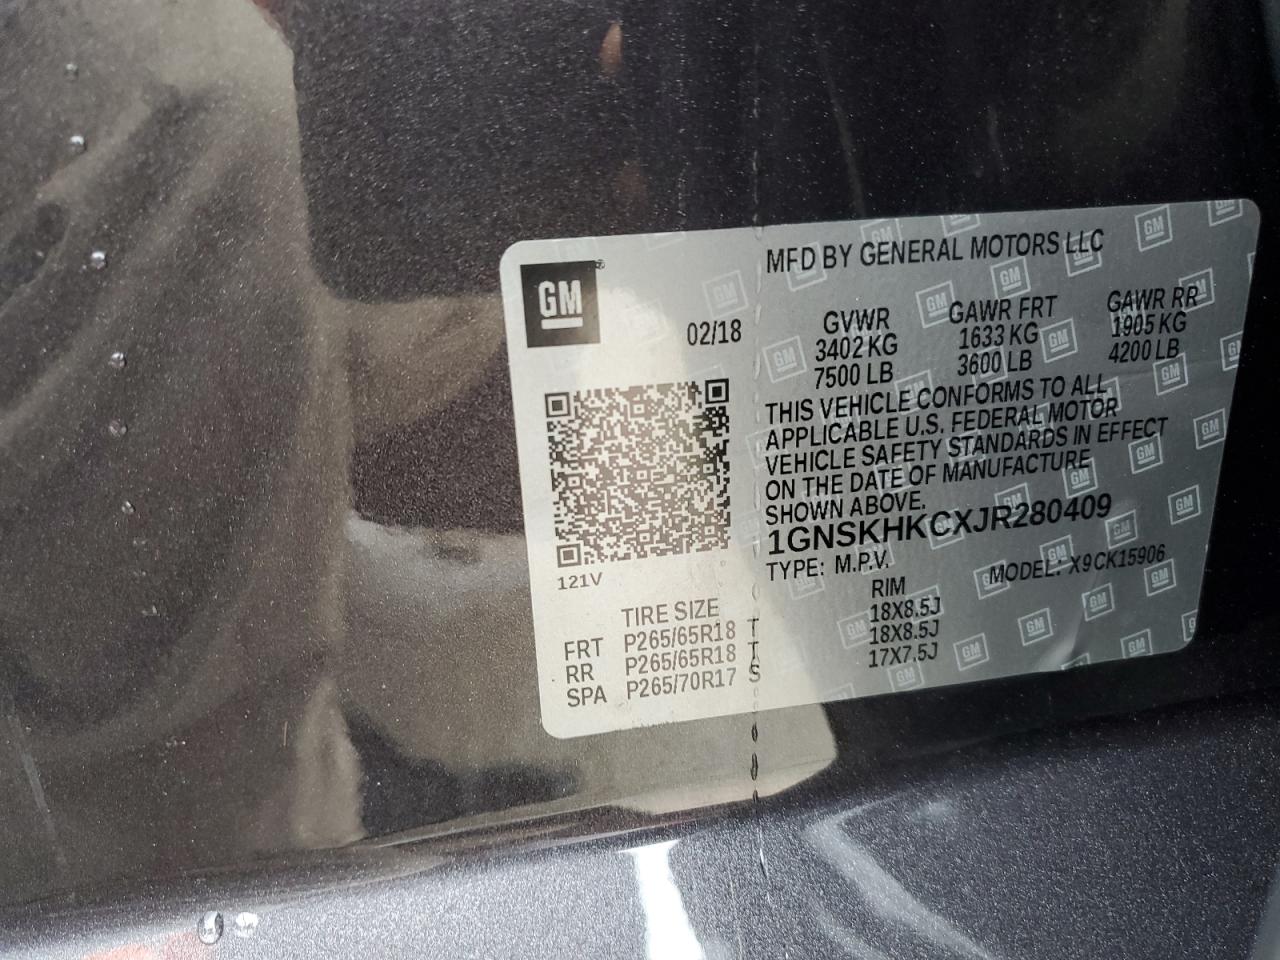 MFD BY GENERAL MOTORS LLC
GM
02/18
GVWR GAWR FRT GAWR RR
3402 KG 1633 KG 1905 KG
7500 LB 3600 LB 4200 LB
THIS VEHICLE CONFORMS TO ALL
APPLICABLE U.S. FEDERAL MOTOR
VEHICLE SAFETY STANDARDS IN EFFECT
ON THE DATE OF MANUFACTURE
SHOWN ABOVE.
1GNSKHKCXJR280409
TYPE: M.P.V. MODEL: X9CK15906
121V
TIRE SIZE RIM
FRT P265/65R18 T 18X8.5J
RR P265/65R18 T 18X8.5J
SPA P265/70R17 S 17X7.5J